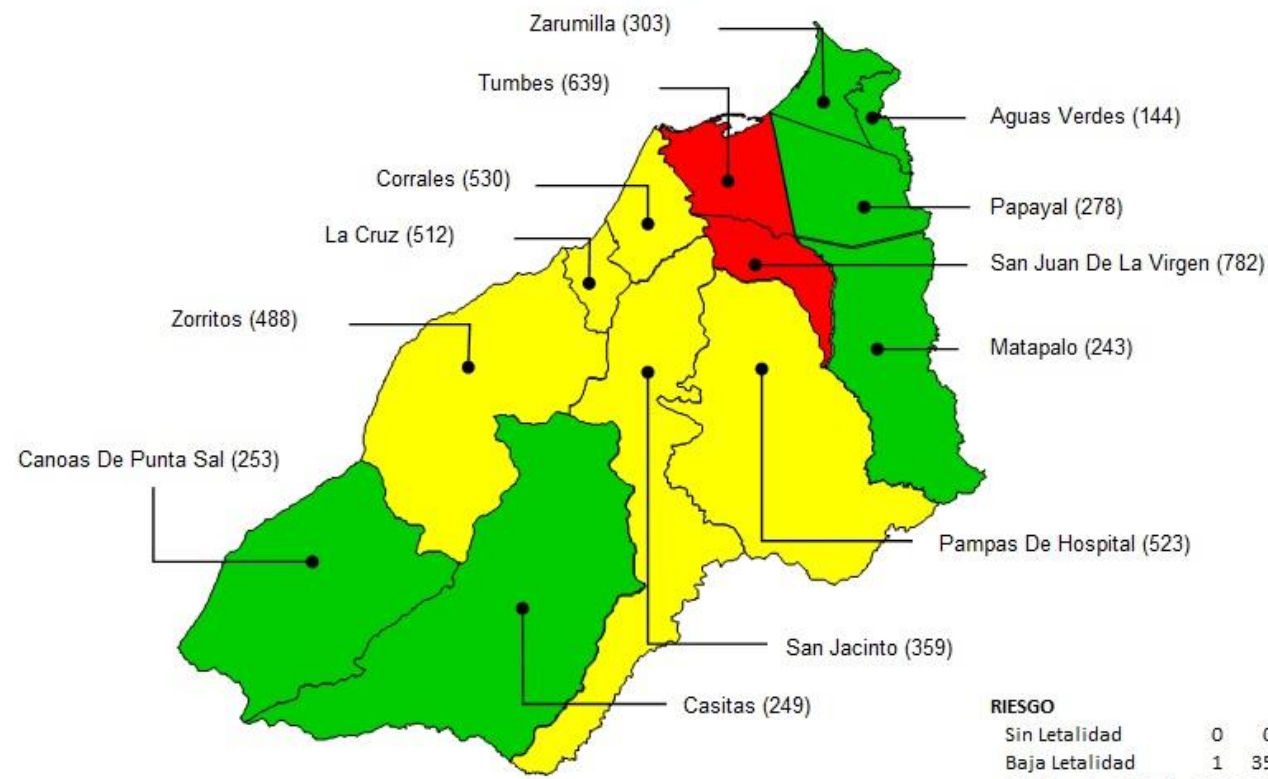 Zarumilla (303)
Tumbes (639)
Aguas Verdes (144)
Corrales (530)
Papayal (278)
La Cruz (512)
San Juan De La Virgen (782)
Zorritos (488)
Matapalo (243)
Canoas De Punta Sal (253)
Pampas De Hospital (523)
San Jacinto (359)
Casitas (249)
RIESGO
Sin Letalidad 0 0
Baja Letalidad 1